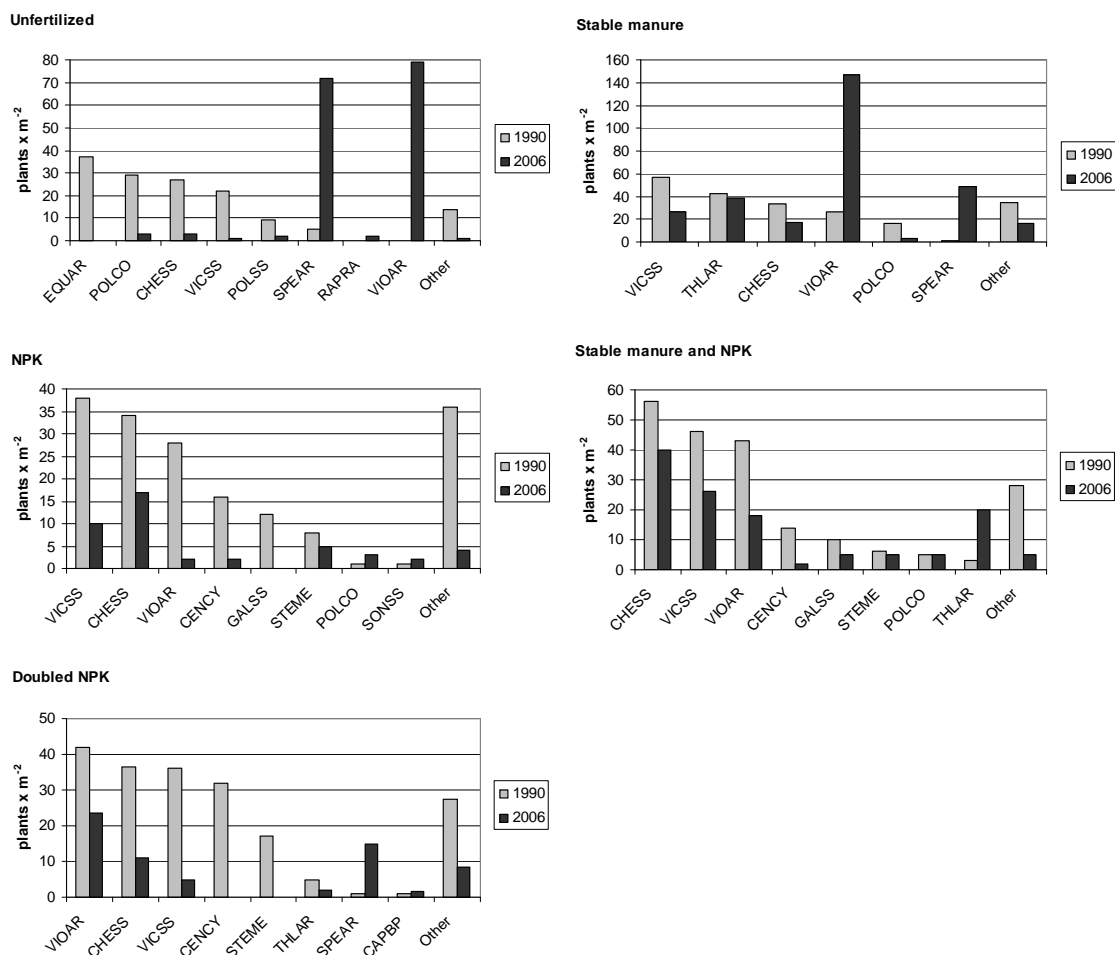 Unfertilized
plants x m-2
80
70
60
50
40
30
20
10
0
EQUAR
POLCO
CHESS
VICSS
POLSS
SPEAR
RAPRA
VIOAR
Other
1990
2006
Stable manure
plants x m-2
160
140
120
100
80
60
40
20
0
VICSS
THLAR
CHESS
VIOAR
POLCO
SPEAR
Other
1990
2006
NPK
plants x m-2
40
35
30
25
20
15
10
5
0
VICSS
CHESS
VIOAR
CENCY
GALSS
STEME
POLCO
SONSS
Other
1990
2006
Stable manure and NPK
plants x m-2
60
50
40
30
20
10
0
CHESS
VICSS
VIOAR
CENCY
GALSS
STEME
POLCO
THLAR
Other
1990
2006
Doubled NPK
plants x m-2
50
40
30
20
10
0
VIOAR
CHESS
VICSS
CENCY
STEME
THLAR
SPEAR
CAPBP
Other
1990
2006